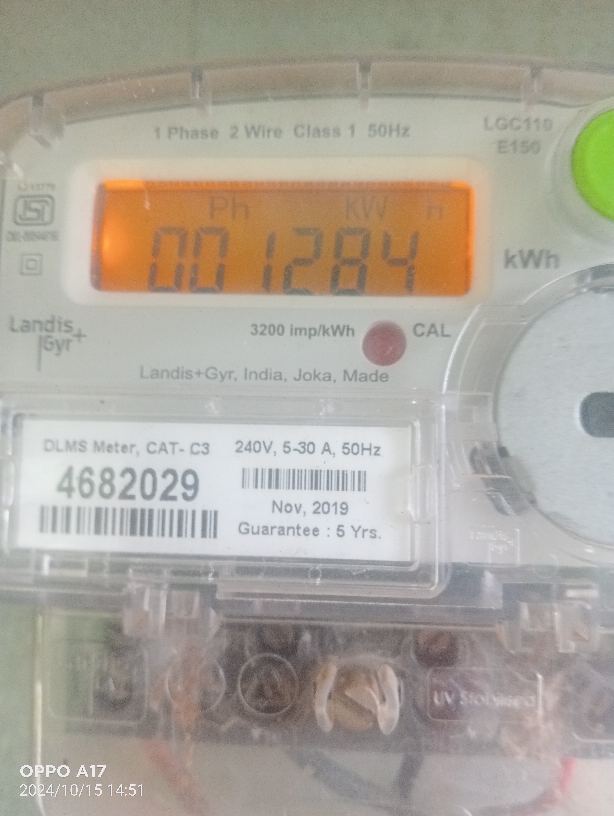 1 Phase 2 Wire Class 1 50Hz
LGC110
E150
Ph kW H
001284
kWh
Landis+
Gyr
3200 imp/kWh
CAL
Landis+Gyr, India, Joka, Made
DLMS Meter, CAT- C3
240V, 5-30 A, 50Hz
4682029
Nov, 2019
Guarantee : 5 Yrs.
UV Stabilised
OPPO A17
2024/10/15 14:51